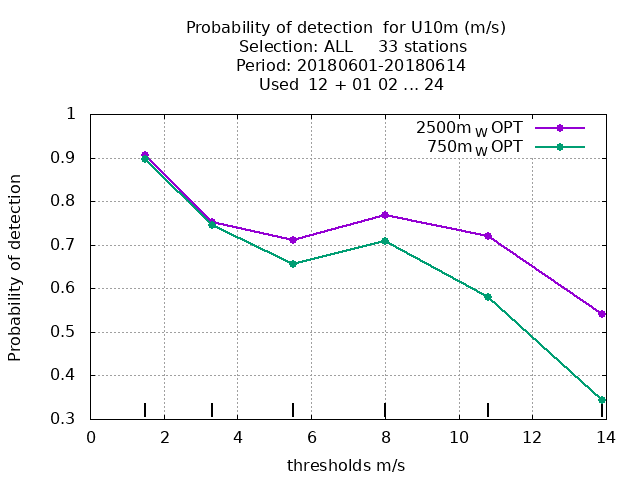 Probability of detection  for U10m (m/s)
Selection: ALL     33 stations
Period: 20180601-20180614
Used  12 + 01 02 ... 24
2500m W OPT
750m W OPT
1
0.9
0.8
0.7
0.6
0.5
0.4
0.3
Probability of detection
0 2 4 6 8 10 12 14
thresholds m/s